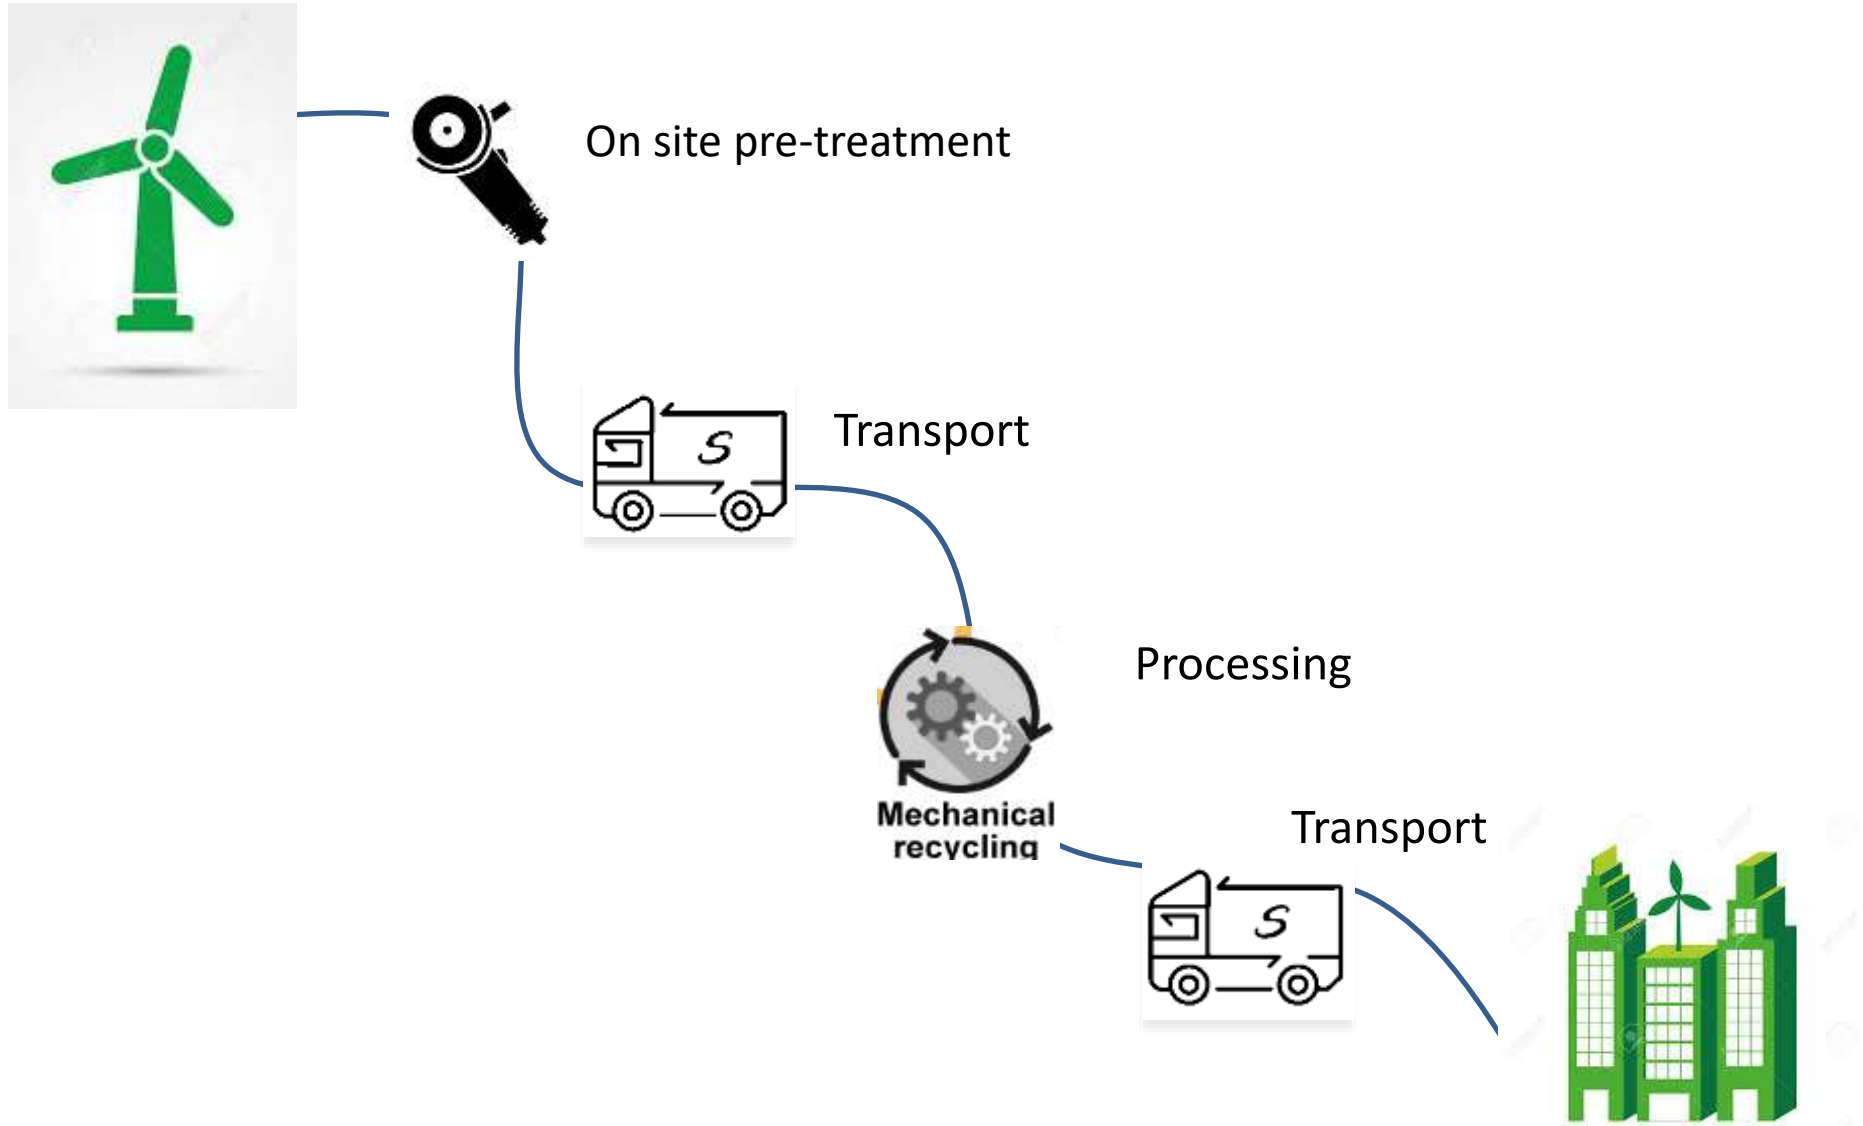 On site pre-treatment
S
Transport
Processing
Mechanical
recycling
Transport
S